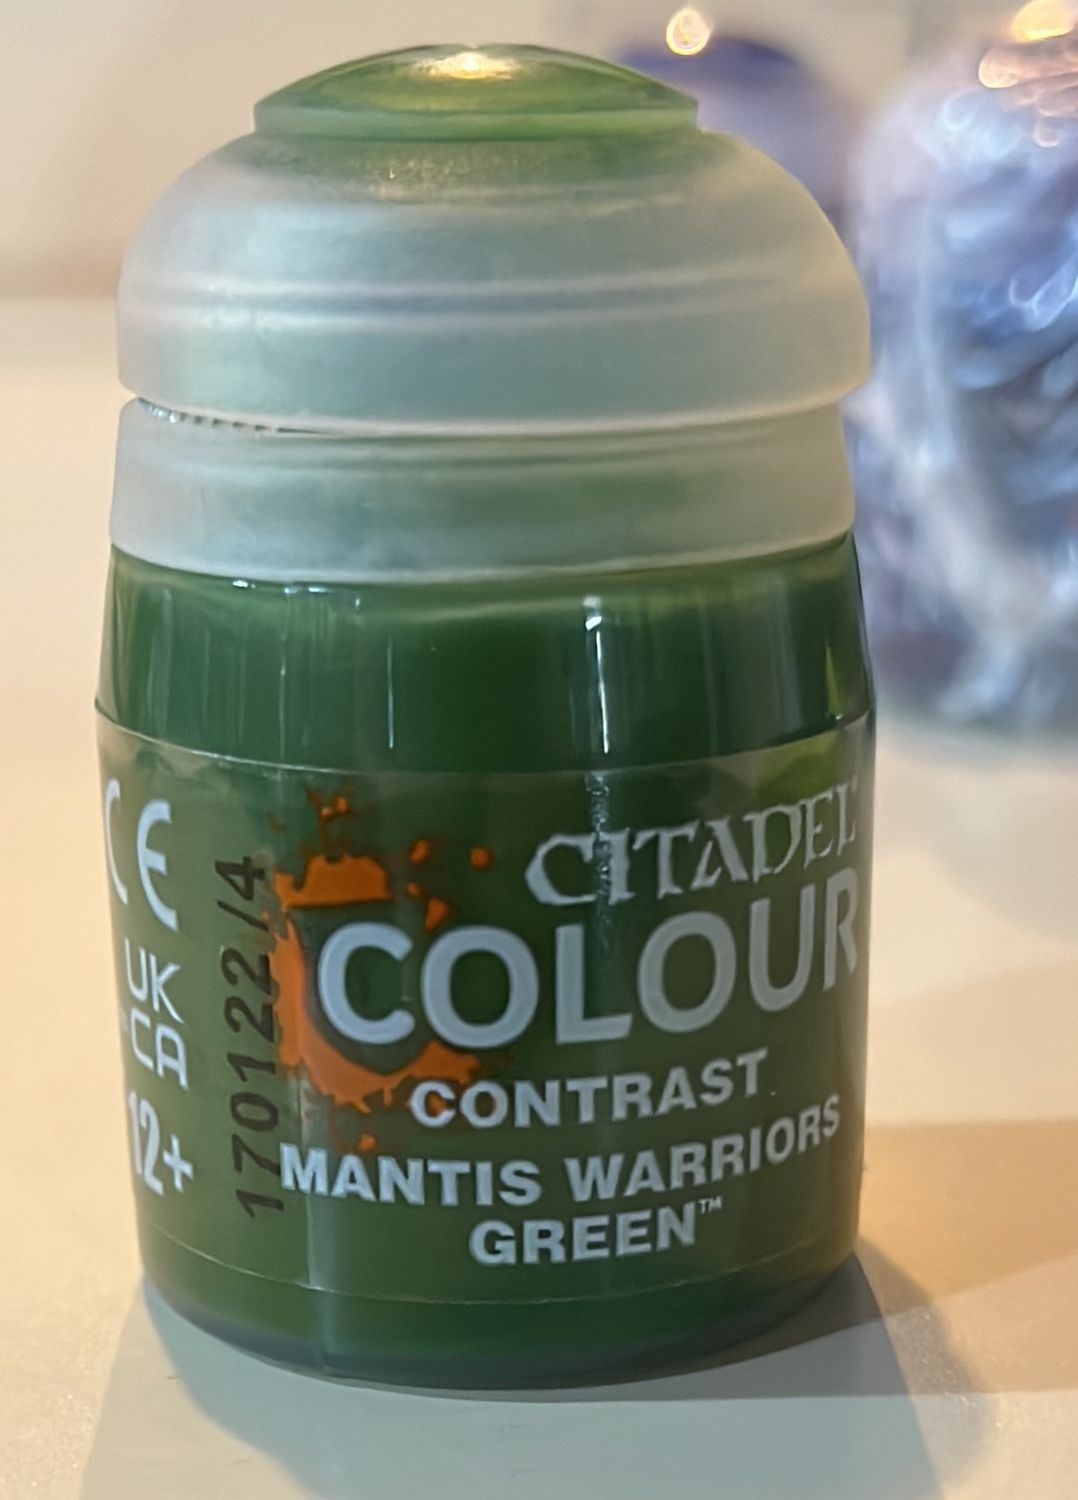 CE
UK
CA
12+
170122/4
CITADEL
COLOUR
CONTRAST
MANTIS WARRIORS
GREEN™